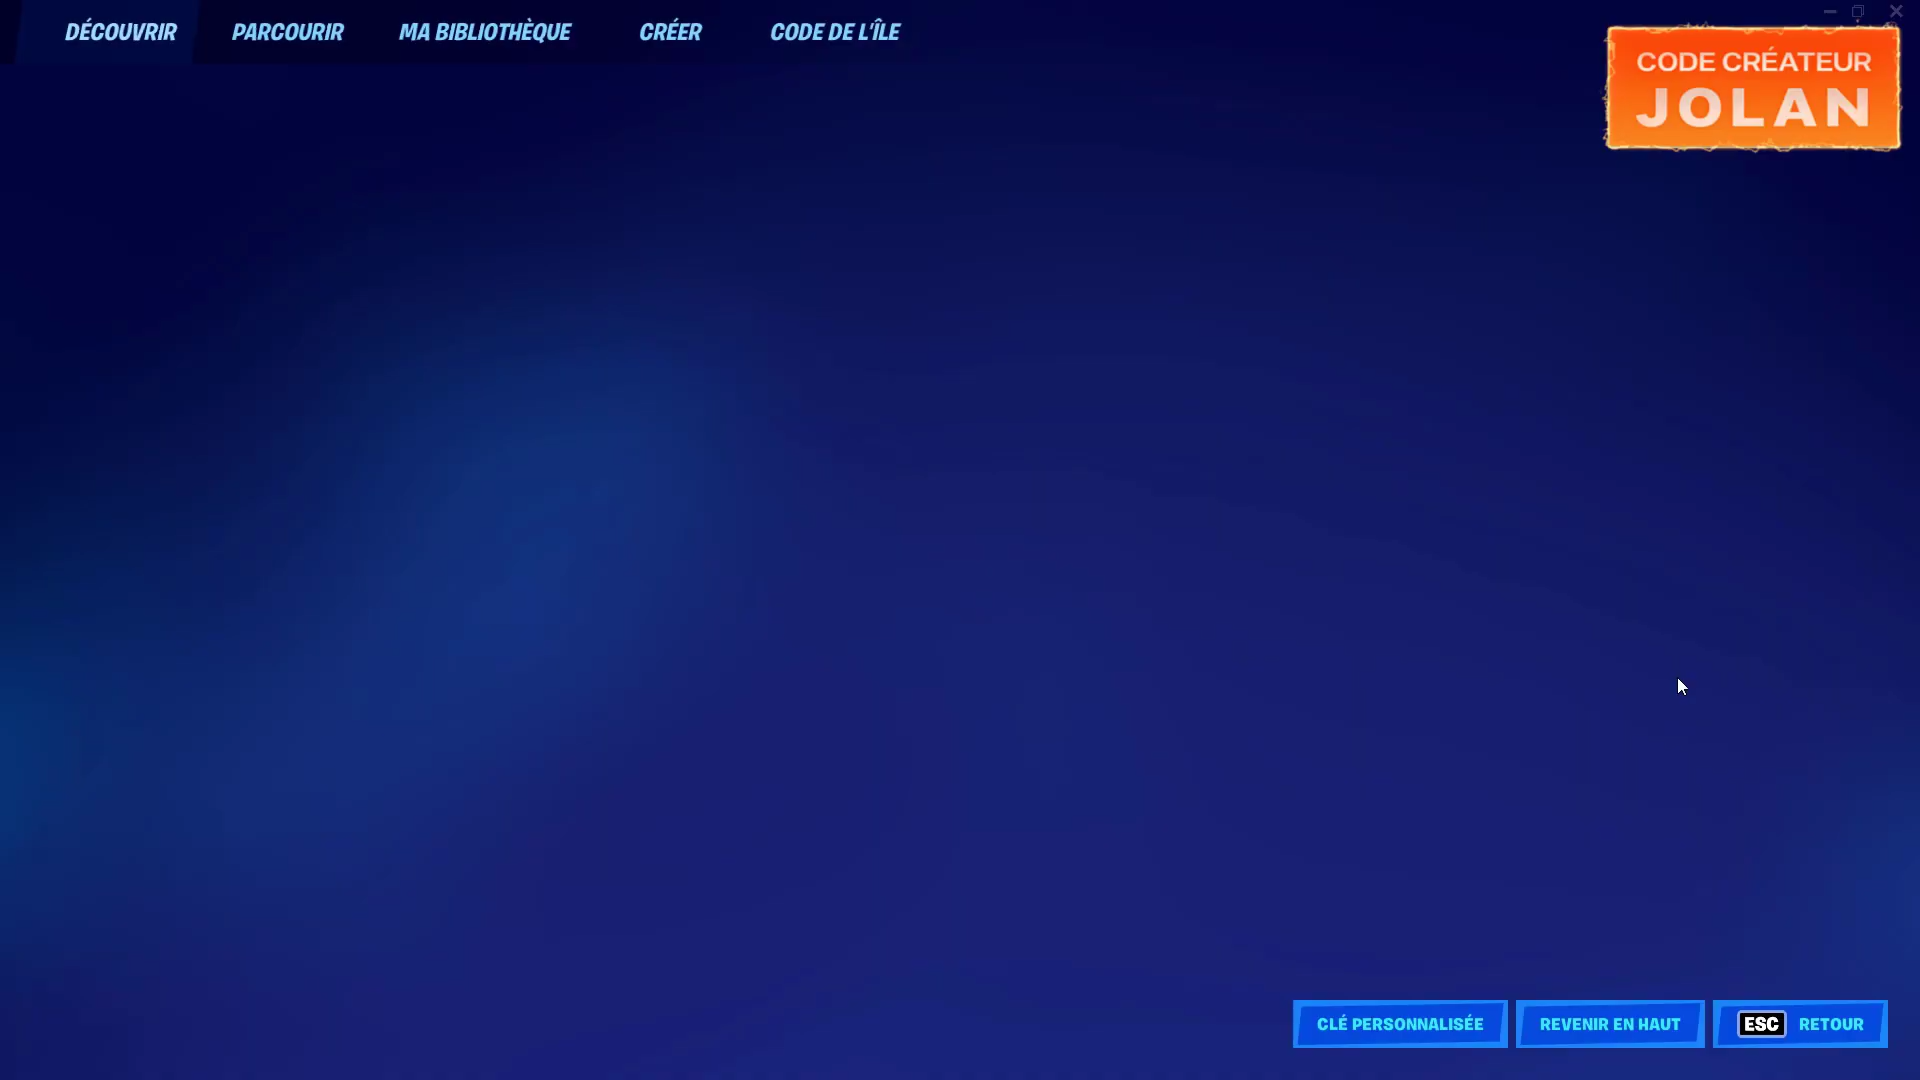 DÉCOUVRIR PARCOURIR MA BIBLIOTHÈQUE CRÉER CODE DE L'ÎLE
CODE CRÉATEUR
JOLAN
CLÉ PERSONNALISÉE REVENIR EN HAUT ESC RETOUR